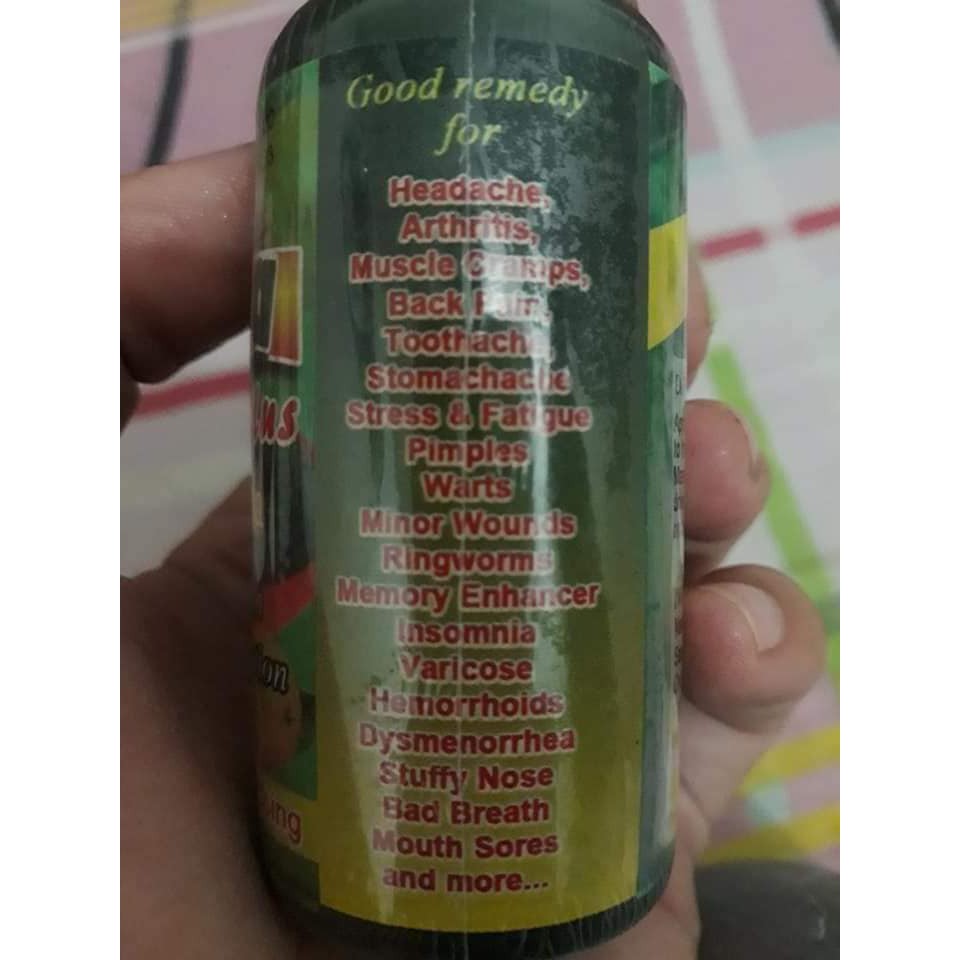 Good remedy
for
Headache,
Arthritis,
Muscle Cramps,
Back Pain,
Toothache,
Stomachache
Stress & Fatigue
Pimples
Warts
Minor Wounds
Ringworms
Memory Enhancer
Insomnia
Varicose
Hemorrhoids
Dysmenorrhea
Stuffy Nose
Bad Breath
Mouth Sores
and more...